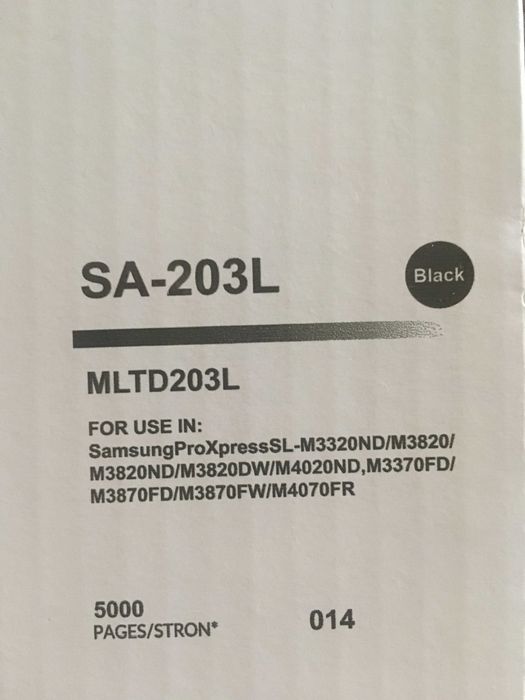 SA-203L
Black
MLTD203L
FOR USE IN:
SamsungProXpressSL-M3320ND/M3820/
M3820ND/M3820DW/M4020ND,M3370FD/
M3870FD/M3870FW/M4070FR
5000
PAGES/STRON*
014